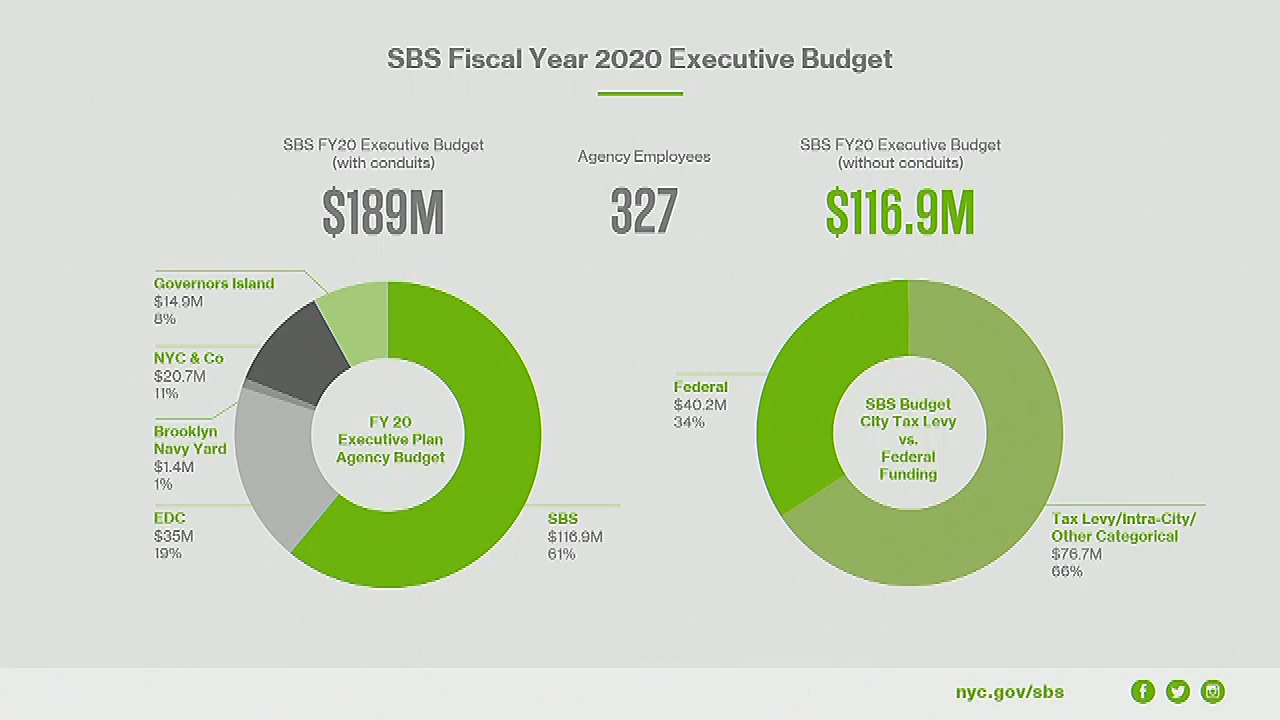 SBS Fiscal Year 2020 Executive Budget
SBS FY20 Executive Budget
(with conduits)
$189M
Agency Employees
327
SBS FY20 Executive Budget
(without conduits)
$116.9M
Governors Island
$14.9M
8%
NYC & Co
$20.7M
11%
Brooklyn
Navy Yard
$1.4M
1%
EDC
$35M
19%
FY 20
Executive Plan
Agency Budget
SBS
$116.9M
61%
Federal
$40.2M
34%
SBS Budget
City Tax Levy
vs.
Federal
Funding
Tax Levy/Intra-City/
Other Categorical
$76.7M
66%
nyc.gov/sbs